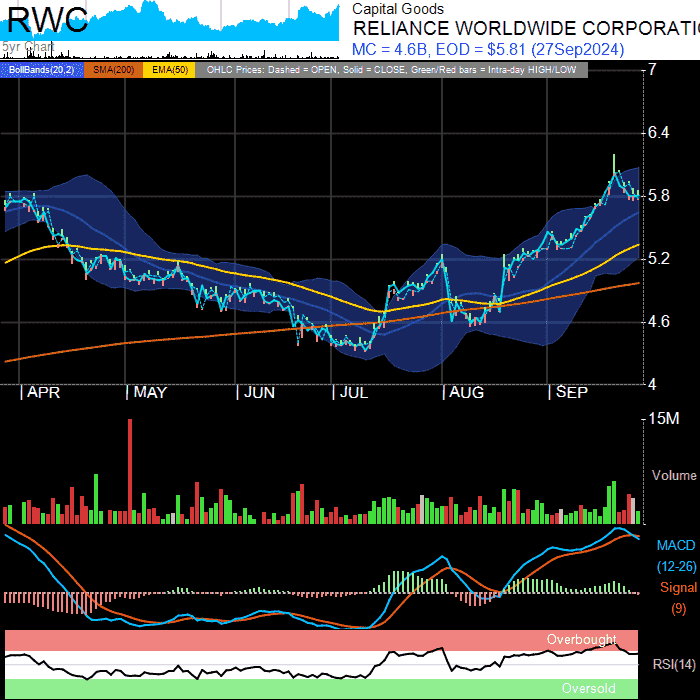 RWC
5yr Chart
Capital Goods
RELIANCE WORLDWIDE CORPORATI
MC = 4.6B, EOD = $5.81 (27Sep2024)
BollBands(20,2) SMA(200) EMA(50) OHLC Prices: Dashed = OPEN, Solid = CLOSE, Green/Red bars = Intra-day HIGH/LOW
7
6.4
5.8
5.2
4.6
4
APR MAY JUN JUL AUG SEP
15M
Volume
MACD
(12-26)
Signal
(9)
Overbought
RSI(14)
Oversold